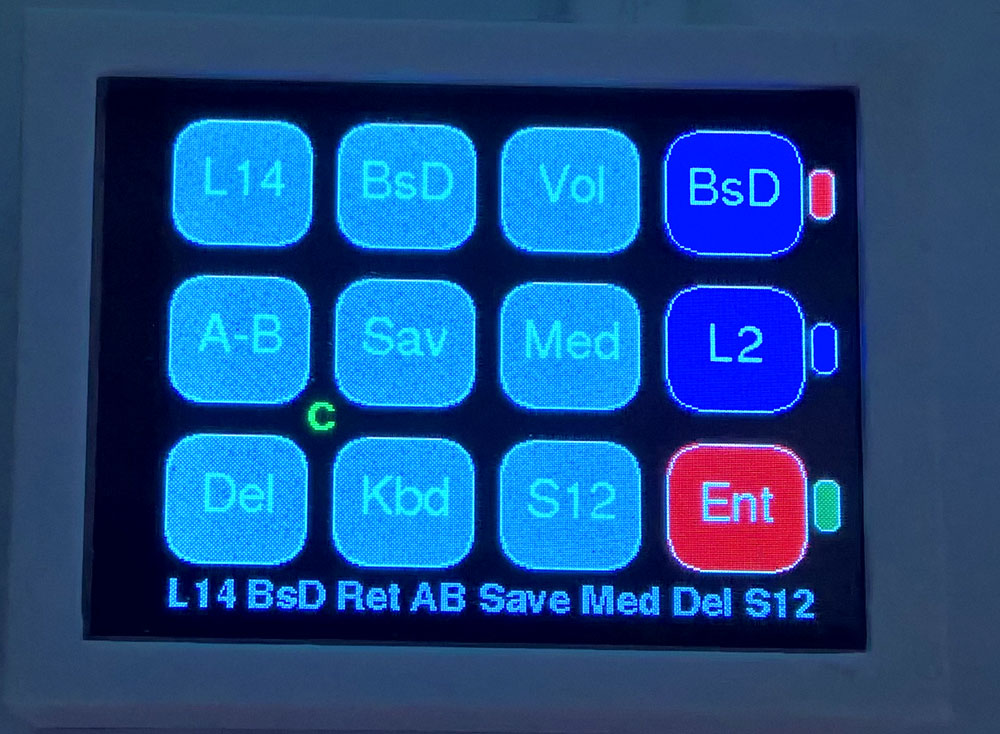 L14 BsD Vol BsD
A-B Sav Med L2
C
Del Kbd S12 Ent
L14 BsD Ret AB Save Med Del S12